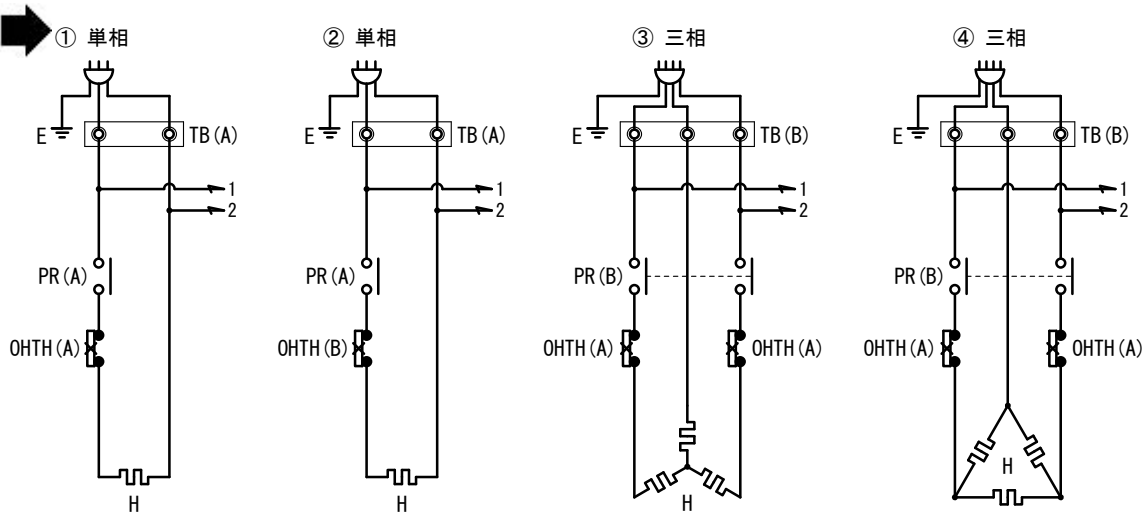 ① 単相
② 単相
③ 三相
④ 三相
E
TB(A)
E
TB(A)
E
TB(B)
E
TB(B)
1
1
1
1
2
2
2
2
PR(A)
PR(A)
PR(B)
PR(B)
OHTH(A)
OHTH(B)
OHTH(A)
OHTH(A)
OHTH(A)
OHTH(A)
H
H
H
H